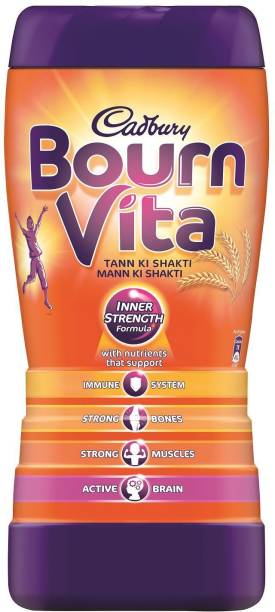 Cadbury
Bourn
Vita
TANN KI SHAKTI
MANN KI SHAKTI
INNER
STRENGTH
Formula
with nutrients
that support
IMMUNE SYSTEM
STRONG BONES
STRONG MUSCLES
ACTIVE BRAIN